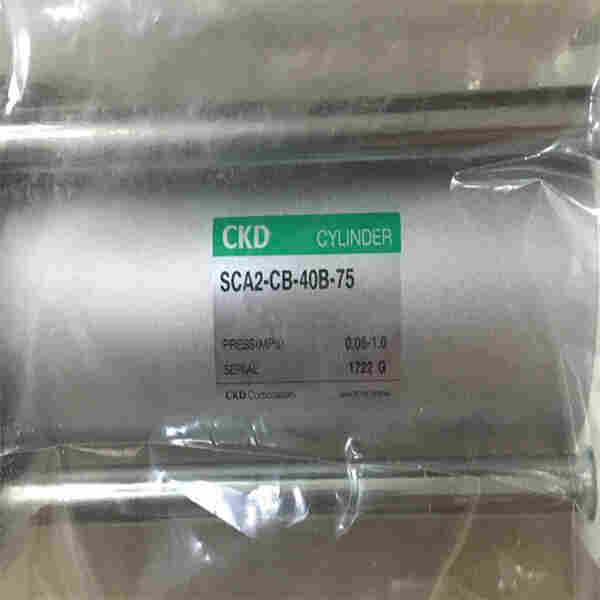 CKD CYLINDER
SCA2-CB-40B-75
PRESS(MPa) 0.05-1.0
SERIAL 1722 G
CKD Corporation